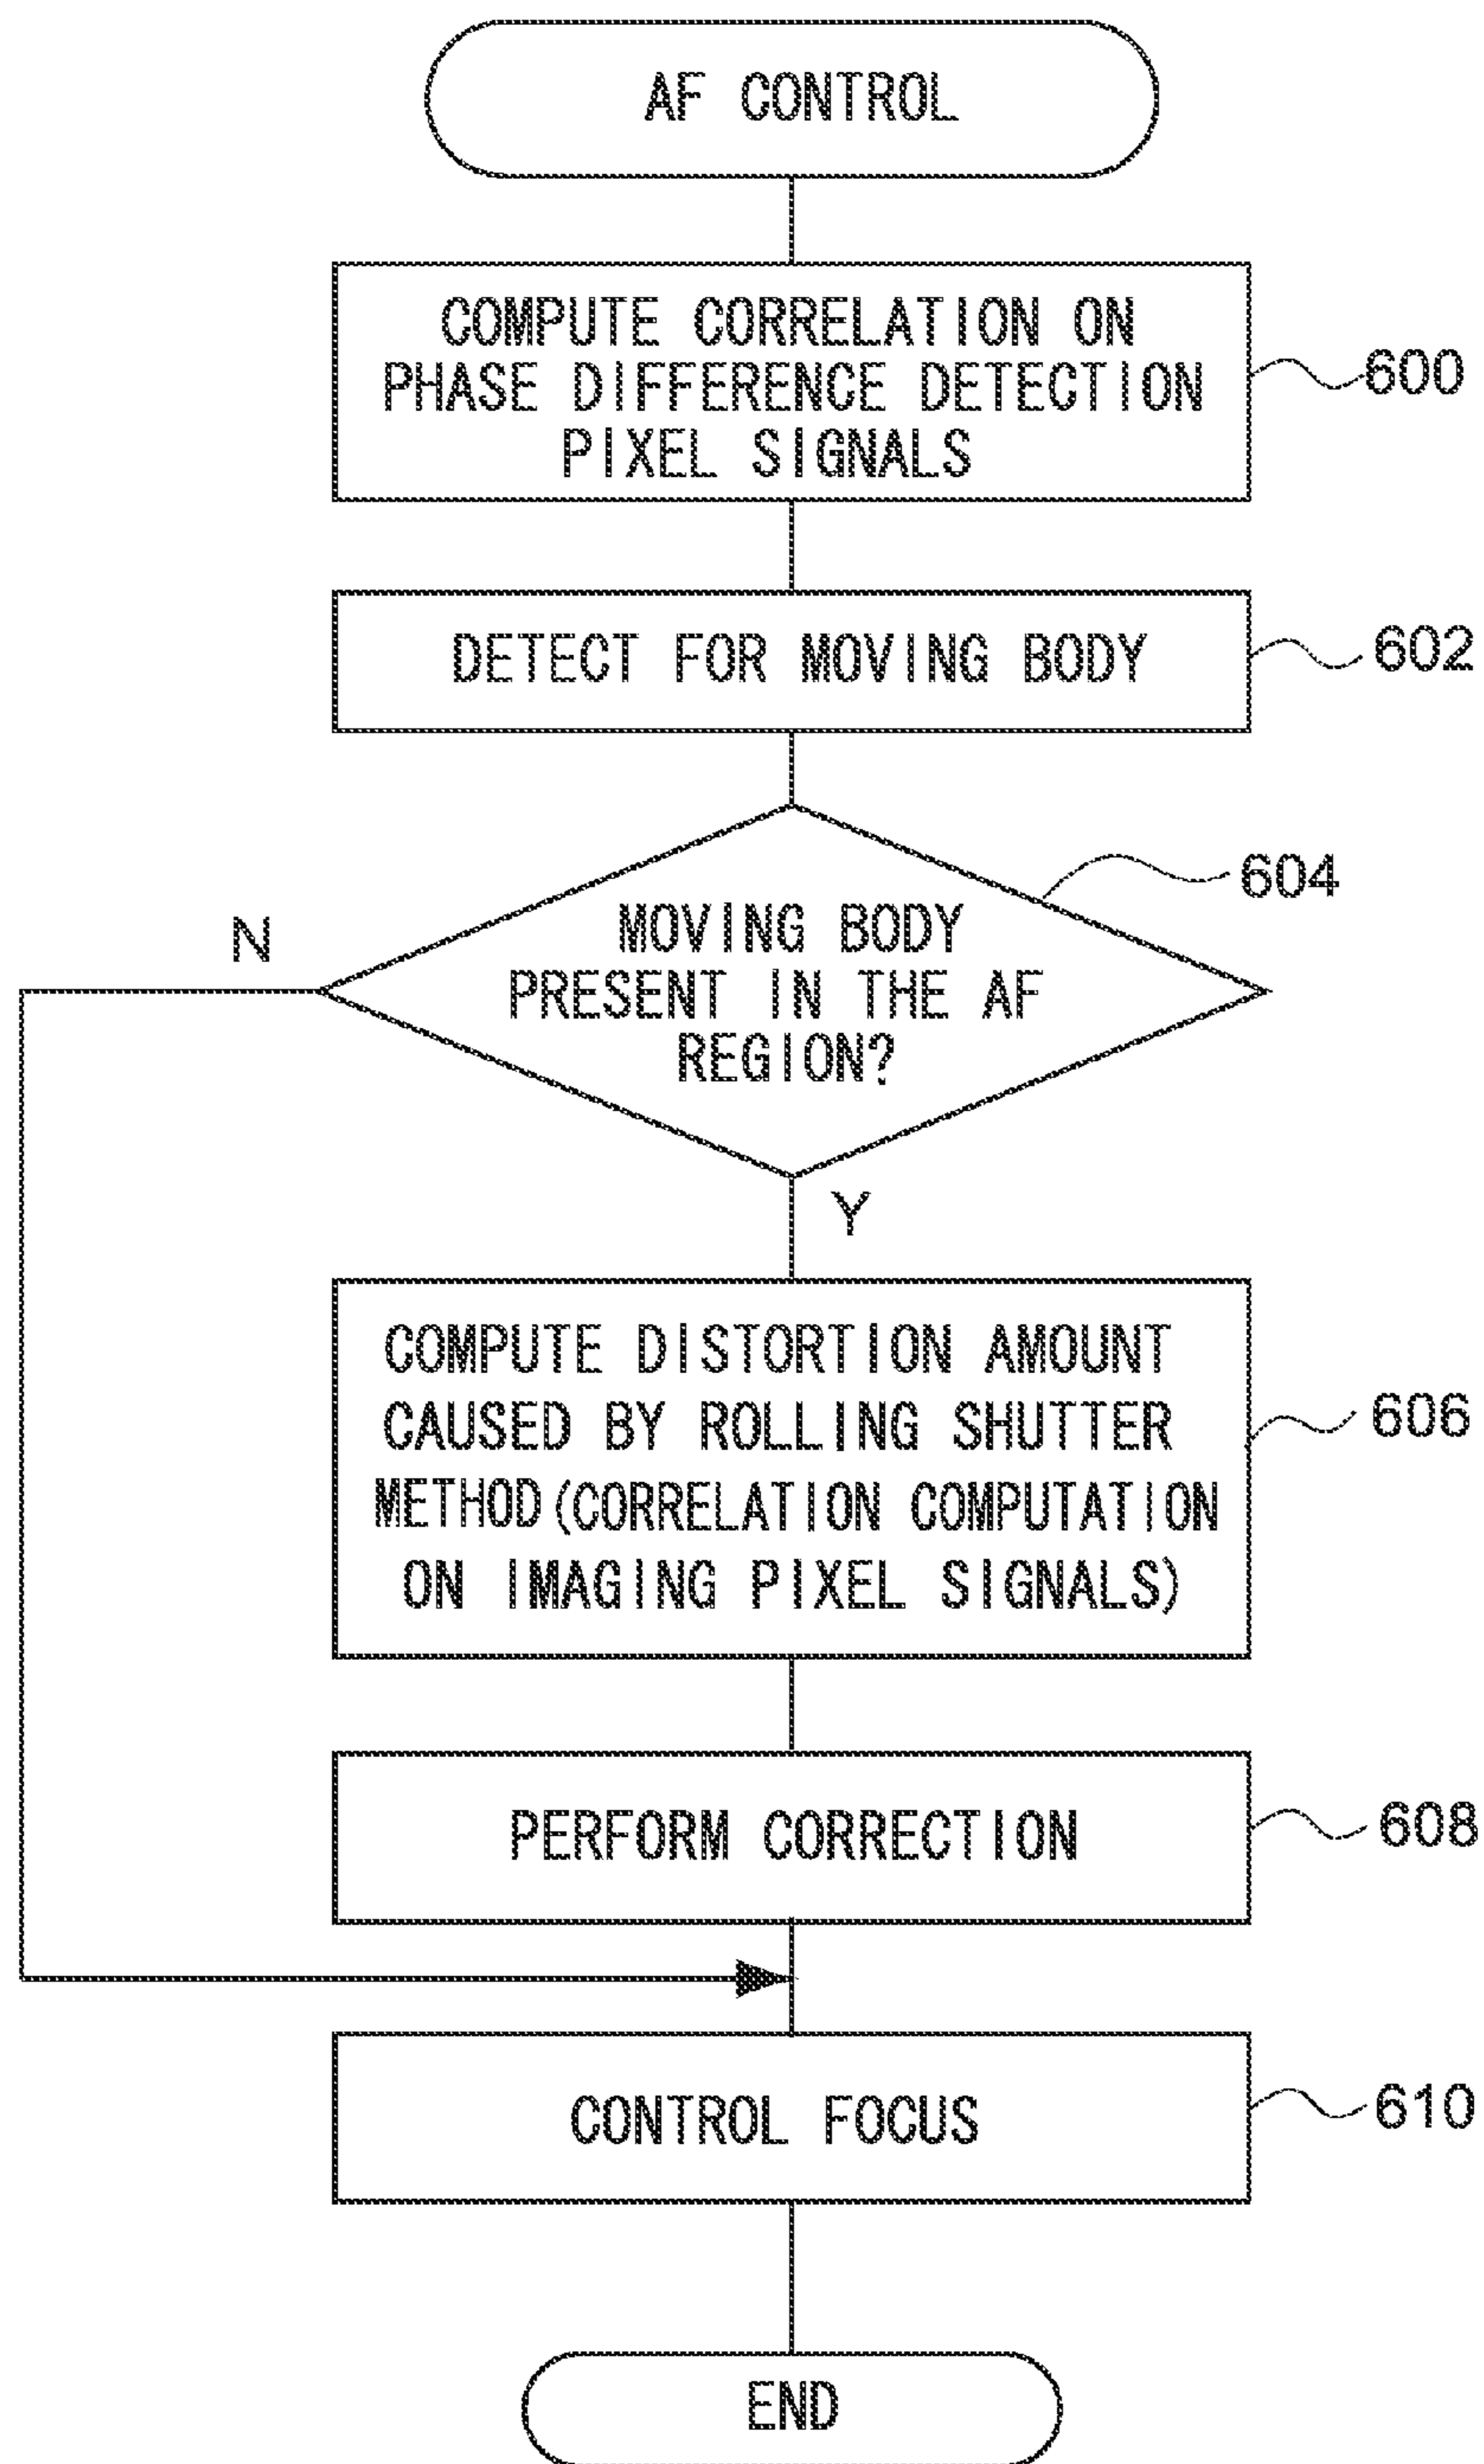 AF CONTROL
COMPUTE CORRELATION ON
PHASE DIFFERENCE DETECTION
PIXEL SIGNALS
600
DETECT FOR MOVING BODY
602
604
MOVING BODY
PRESENT IN THE AF
REGION?
N
Y
COMPUTE DISTORTION AMOUNT
CAUSED BY ROLLING SHUTTER
METHOD(CORRELATION COMPUTATION
ON IMAGING PIXEL SIGNALS)
606
PERFORM CORRECTION
608
CONTROL FOCUS
610
END